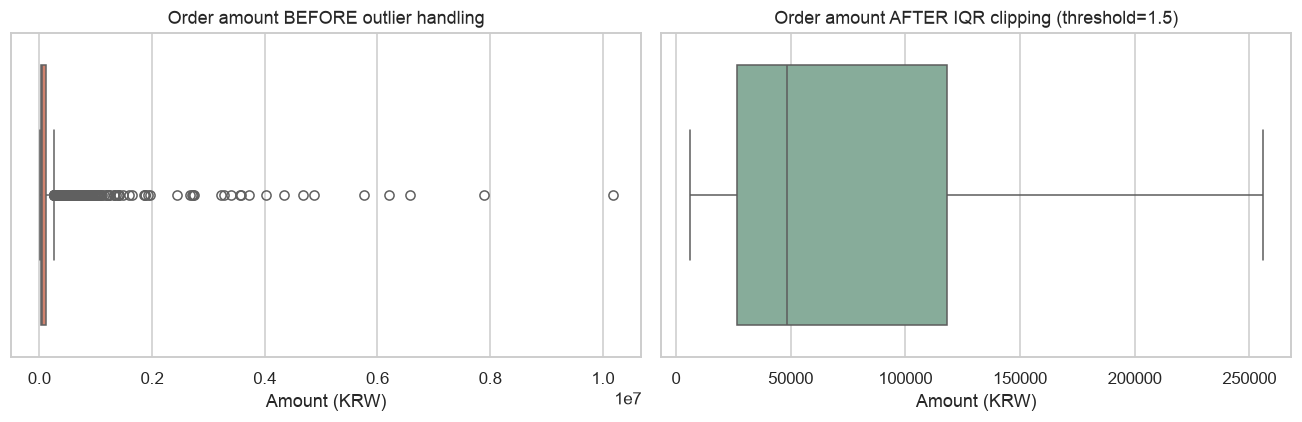 Order amount BEFORE outlier handling
0.0 0.2 0.4 0.6 0.8 1.0
1e7
Amount (KRW)
Order amount AFTER IQR clipping (threshold=1.5)
0 50000 100000 150000 200000 250000
Amount (KRW)